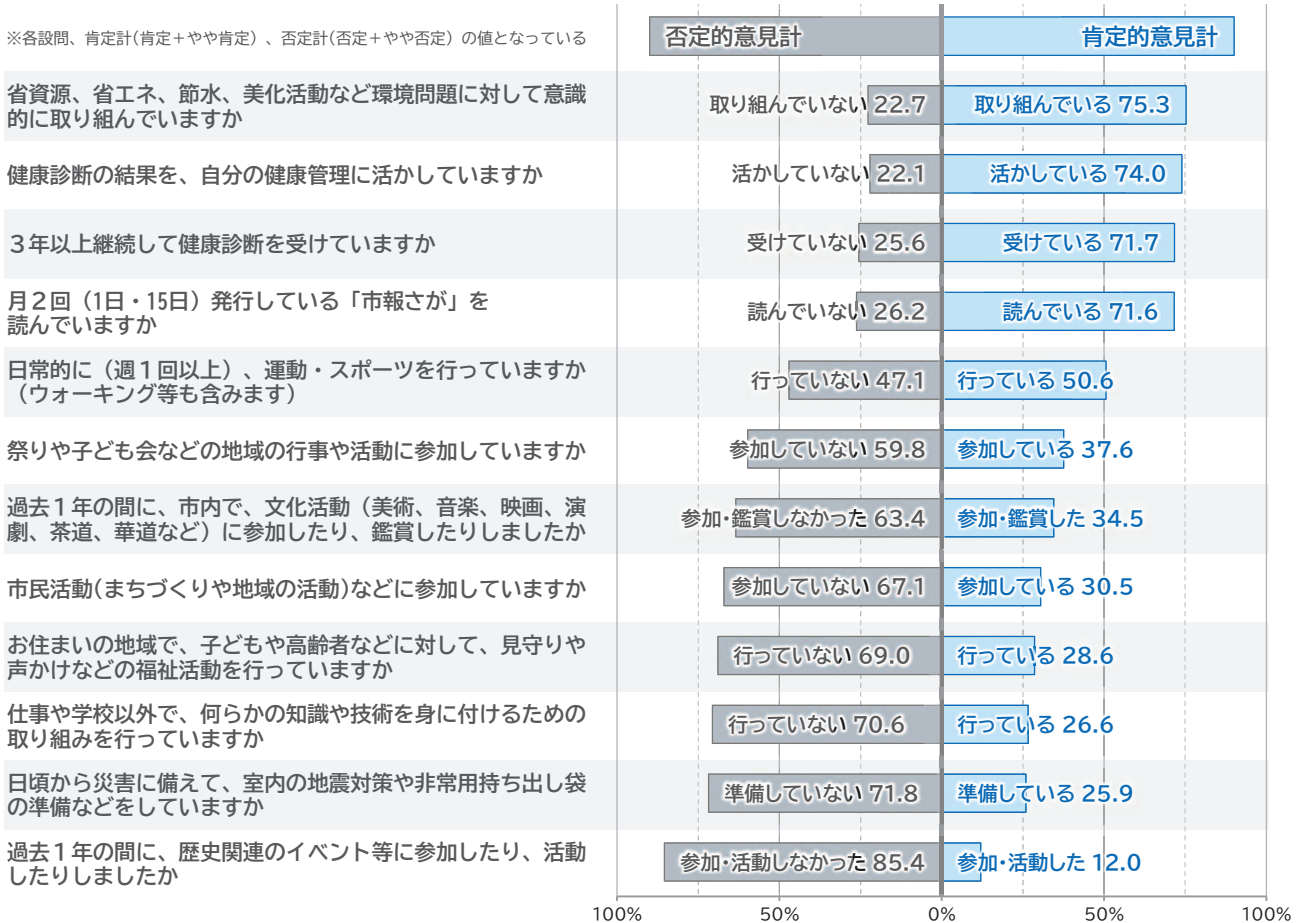 ※各設問、肯定計(肯定＋やや肯定) 、否定計(否定＋やや否定) の値となっている
否定的意見計
肯定的意見計
省資源、省エネ、節水、美化活動など環境問題に対して意識
的に取り組んでいますか
取り組んでいない 22.7
取り組んでいる 75.3
健康診断の結果を、自分の健康管理に活かしていますか
活かしていない 22.1
活かしている 74.0
３年以上継続して健康診断を受けていますか
受けていない 25.6
受けている 71.7
月２回（1日・15日）発行している「市報さが」を
読んでいますか
読んでいない 26.2
読んでいる 71.6
日常的に（週１回以上）、運動・スポーツを行っていますか
（ウォーキング等も含みます）
行っていない 47.1
行っている 50.6
祭りや子ども会などの地域の行事や活動に参加していますか
参加していない 59.8
参加している 37.6
過去１年の間に、市内で、文化活動（美術、音楽、映画、演
劇、茶道、華道など）に参加したり、鑑賞したりしましたか
参加・鑑賞しなかった 63.4
参加・鑑賞した 34.5
市民活動(まちづくりや地域の活動)などに参加していますか
参加していない 67.1
参加している 30.5
お住まいの地域で、子どもや高齢者などに対して、見守りや
声かけなどの福祉活動を行っていますか
行っていない 69.0
行っている 28.6
仕事や学校以外で、何らかの知識や技術を身に付けるための
取り組みを行っていますか
行っていない 70.6
行っている 26.6
日頃から災害に備えて、室内の地震対策や非常用持ち出し袋
の準備などをしていますか
準備していない 71.8
準備している 25.9
過去１年の間に、歴史関連のイベント等に参加したり、活動
したりしましたか
参加・活動しなかった 85.4
参加・活動した 12.0
100%
50%
0%
50%
100%